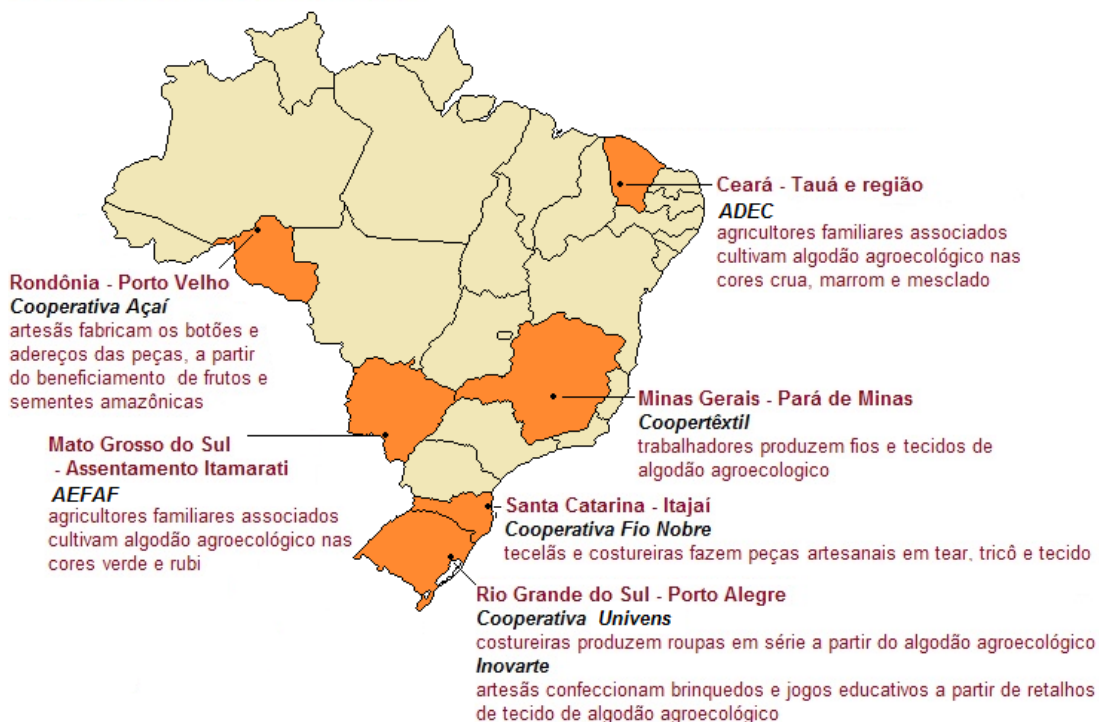 Ceará - Tauá e região
ADEC
agricultores familiares associados
cultivam algodão agroecológico nas
cores crua, marrom e mesclado
Rondônia - Porto Velho
Cooperativa Açaí
artesãs fabricam os botões e
adereços das peças, a partir
do beneficiamento de frutos e
sementes amazônicas
Minas Gerais - Pará de Minas
Coopertêxtil
trabalhadores produzem fios e tecidos de
algodão agroecologico
Mato Grosso do Sul
- Assentamento Itamarati
AEFAF
agricultores familiares associados
cultivam algodão agroecológico nas
cores verde e rubi
Santa Catarina - Itajaí
Cooperativa Fio Nobre
tecelãs e costureiras fazem peças artesanais em tear, tricô e tecido
Rio Grande do Sul - Porto Alegre
Cooperativa Univens
costureiras produzem roupas em série a partir do algodão agroecológico
Inovarte
artesãs confeccionam brinquedos e jogos educativos a partir de retalhos
de tecido de algodão agroecológico